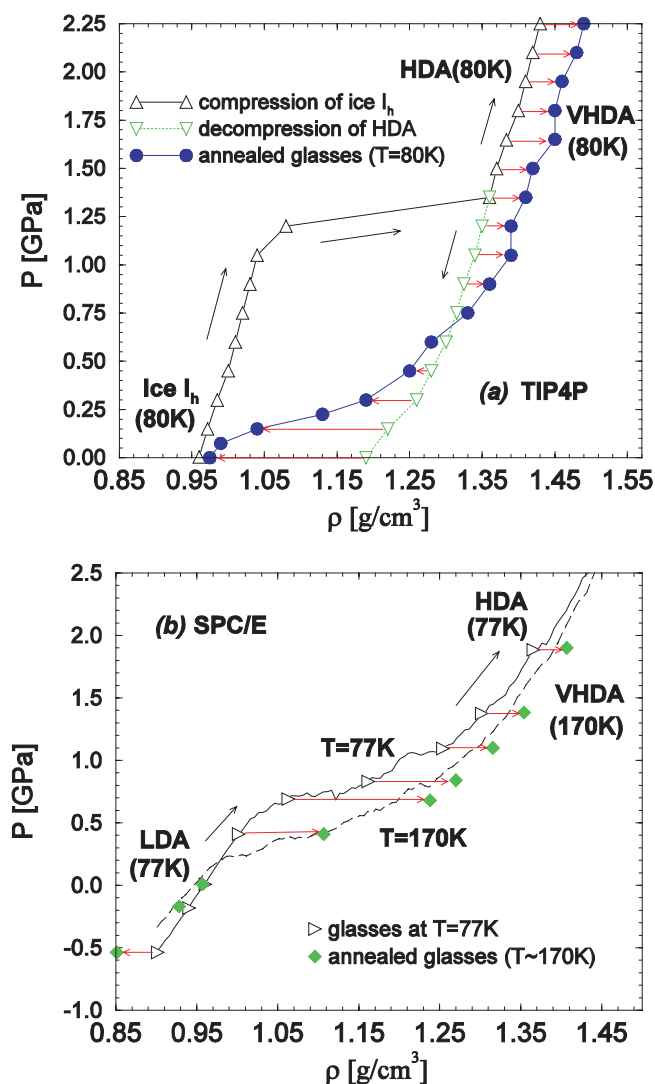 2.25
2.00
1.75
1.50
1.25
1.00
0.75
0.50
0.25
0.00
P [GPa]
compression of ice Iₕ
decompression of HDA
annealed glasses (T=80K)
HDA(80K)
VHDA
(80K)
Ice Iₕ
(80K)
(a) TIP4P
0.85 0.95 1.05 1.15 1.25 1.35 1.45 1.55
ρ [g/cm³]
2.5
2.0
1.5
1.0
0.5
0.0
-0.5
-1.0
P [GPa]
(b) SPC/E
HDA
(77K)
VHDA
(170K)
T=77K
T=170K
LDA
(77K)
glasses at T=77K
annealed glasses (T~170K)
0.85 0.95 1.05 1.15 1.25 1.35 1.45
ρ [g/cm³]